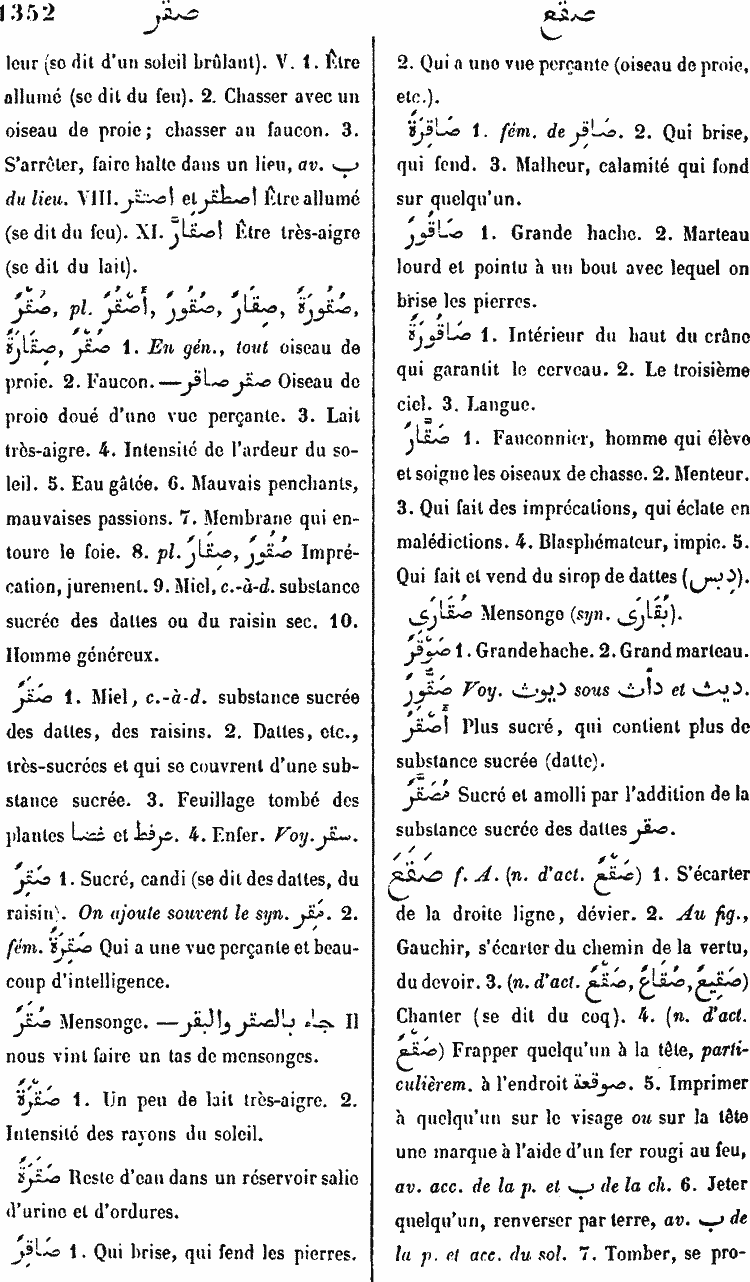 1352 صقر صقع
leur (se dit d'un soleil brûlant). V. 1. Être
allumé (se dit du feu). 2. Chasser avec un
oiseau de proie; chasser au faucon. 3.
S'arrêter, faire halte dans un lieu, av. ب
du lieu. VIII. اصتقر et اصطقر Être allumé
(se dit du feu). XI. اصقارّ Être très-aigre
(se dit du lait).
صَقْرٌ, pl. أَصْقُرٌ, صُقُورٌ, صِقَارٌ, صُقُورَةٌ,
صِقَارَةٌ, صُقْرٌ 1. En gén., tout oiseau de
proie. 2. Faucon. — صقر صاقر Oiseau de
proie doué d'une vue perçante. 3. Lait
très-aigre. 4. Intensité de l'ardeur du so-
leil. 5. Eau gâtée. 6. Mauvais penchants,
mauvaises passions. 7. Membrane qui en-
toure le foie. 8. pl. صِقَارٌ, صُقُورٌ Impré-
cation, jurement. 9. Miel, c.-à-d. substance
sucrée des dattes ou du raisin sec. 10.
Homme généreux.
صَقَرٌ 1. Miel, c.-à-d. substance sucrée
des dattes, des raisins. 2. Dattes, etc.,
très-sucrées et qui se couvrent d'une sub-
stance sucrée. 3. Feuillage tombé des
plantes غضا et عرفط. 4. Enfer. Voy. سقر.
صَقِرٌ 1. Sucré, candi (se dit des dattes, du
raisin). On ajoute souvent le syn. مَقِر. 2.
fém. صَقِرَةٌ Qui a une vue perçante et beau-
coup d'intelligence.
صُقَرٌ Mensonge. — جاء بالصقر والبقر Il
nous vint faire un tas de mensonges.
صَقْرَةٌ 1. Un peu de lait très-aigre. 2.
Intensité des rayons du soleil.
صَقَرَةٌ Reste d'eau dans un réservoir salie
d'urine et d'ordures.
صَاقِرٌ 1. Qui brise, qui fend les pierres.
2. Qui a une vue perçante (oiseau de proie,
etc.).
صَاقِرَةٌ 1. fém. de صاقر. 2. Qui brise,
qui fend. 3. Malheur, calamité qui fond
sur quelqu'un.
صَاقُورٌ 1. Grande hache. 2. Marteau
lourd et pointu à un bout avec lequel on
brise les pierres.
صَاقُورَةٌ 1. Intérieur du haut du crâne
qui garantit le cerveau. 2. Le troisième
ciel. 3. Langue.
صَقَّارٌ 1. Fauconnier, homme qui élève
et soigne les oiseaux de chasse. 2. Menteur.
3. Qui fait des imprécations, qui éclate en
malédictions. 4. Blasphémateur, impie. 5.
Qui fait et vend du sirop de dattes (دبس).
صُقَارَى Mensonge (syn. بُقَارَى).
صَوْقَرٌ 1. Grande hache. 2. Grand marteau.
صَقُّورٌ Voy. ديوث sous دأث et ديث.
أَصْقَرُ Plus sucré, qui contient plus de
substance sucrée (datte).
مُصَقَّرٌ Sucré et amolli par l'addition de la
substance sucrée des dattes صقر.
صَقَعَ f. A. (n. d'act. صَقْعٌ) 1. S'écarter
de la droite ligne, dévier. 2. Au fig.,
Gauchir, s'écarter du chemin de la vertu,
du devoir. 3. (n. d'act. صَقْعٌ, صُقَاعٌ, صَقِيعٌ)
Chanter (se dit du coq). 4. (n. d'act.
صَقْعٌ) Frapper quelqu'un à la tête, parti-
culièrem. à l'endroit صوقعة. 5. Imprimer
à quelqu'un sur le visage ou sur la tête
une marque à l'aide d'un fer rougi au feu,
av. acc. de la p. et ب de la ch. 6. Jeter
quelqu'un, renverser par terre, av. ب de
la p. et acc. du sol. 7. Tomber, se pro-